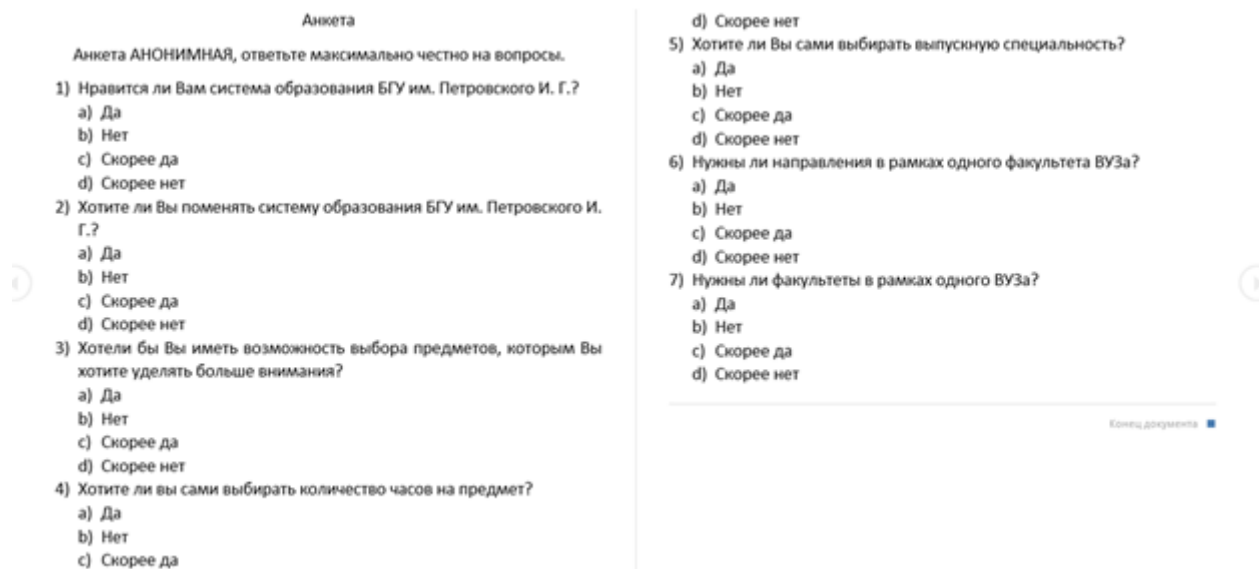 Анкета
Анкета АНОНИМНАЯ, ответьте максимально честно на вопросы.
1) Нравится ли Вам система образования БГУ им. Петровского И. Г.?
a) Да
b) Нет
c) Скорее да
d) Скорее нет
2) Хотите ли Вы поменять систему образования БГУ им. Петровского И.
Г.?
a) Да
b) Нет
c) Скорее да
d) Скорее нет
3) Хотели бы Вы иметь возможность выбора предметов, которым Вы
хотите уделять больше внимания?
a) Да
b) Нет
c) Скорее да
d) Скорее нет
4) Хотите ли вы сами выбирать количество часов на предмет?
a) Да
b) Нет
c) Скорее да
d) Скорее нет
5) Хотите ли Вы сами выбирать выпускную специальность?
a) Да
b) Нет
c) Скорее да
d) Скорее нет
6) Нужны ли направления в рамках одного факультета ВУЗа?
a) Да
b) Нет
c) Скорее да
d) Скорее нет
7) Нужны ли факультеты в рамках одного ВУЗа?
a) Да
b) Нет
c) Скорее да
d) Скорее нет
Конец документа